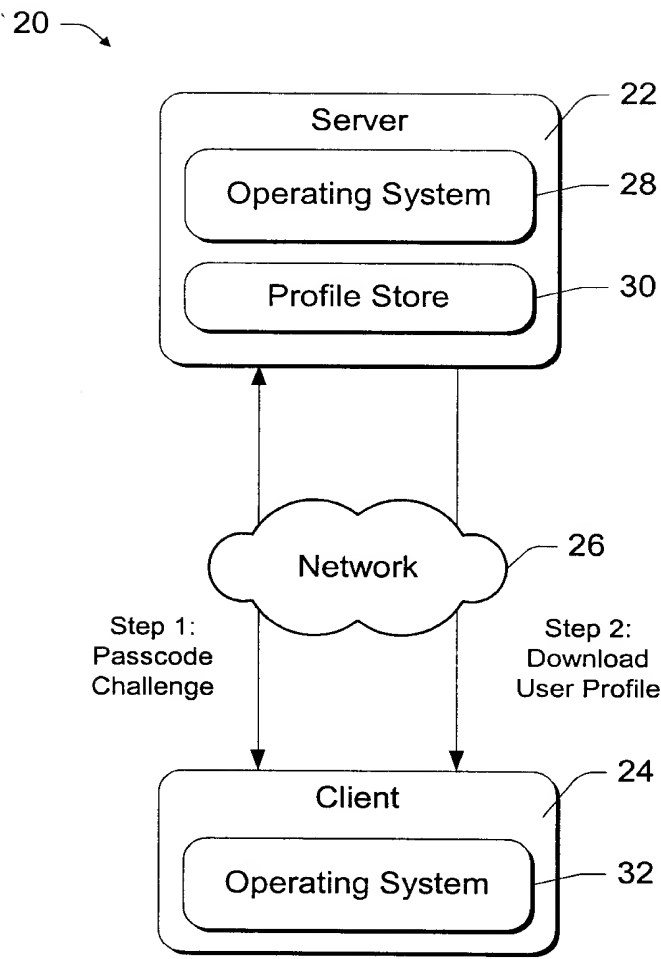 20
22
Server
Operating System
28
Profile Store
30
Network
26
Step 1:
Passcode
Challenge
Step 2:
Download
User Profile
24
Client
Operating System
32